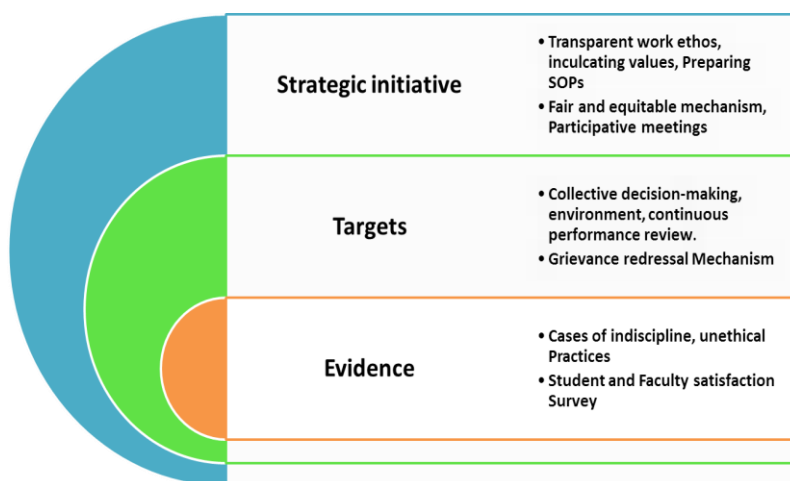 Strategic initiative
• Transparent work ethos,
inculcating values, Preparing
SOPs
• Fair and equitable mechanism,
Participative meetings
Targets
• Collective decision-making,
environment, continuous
performance review.
• Grievance redressal Mechanism
Evidence
• Cases of indiscipline, unethical
Practices
• Student and Faculty satisfaction
Survey